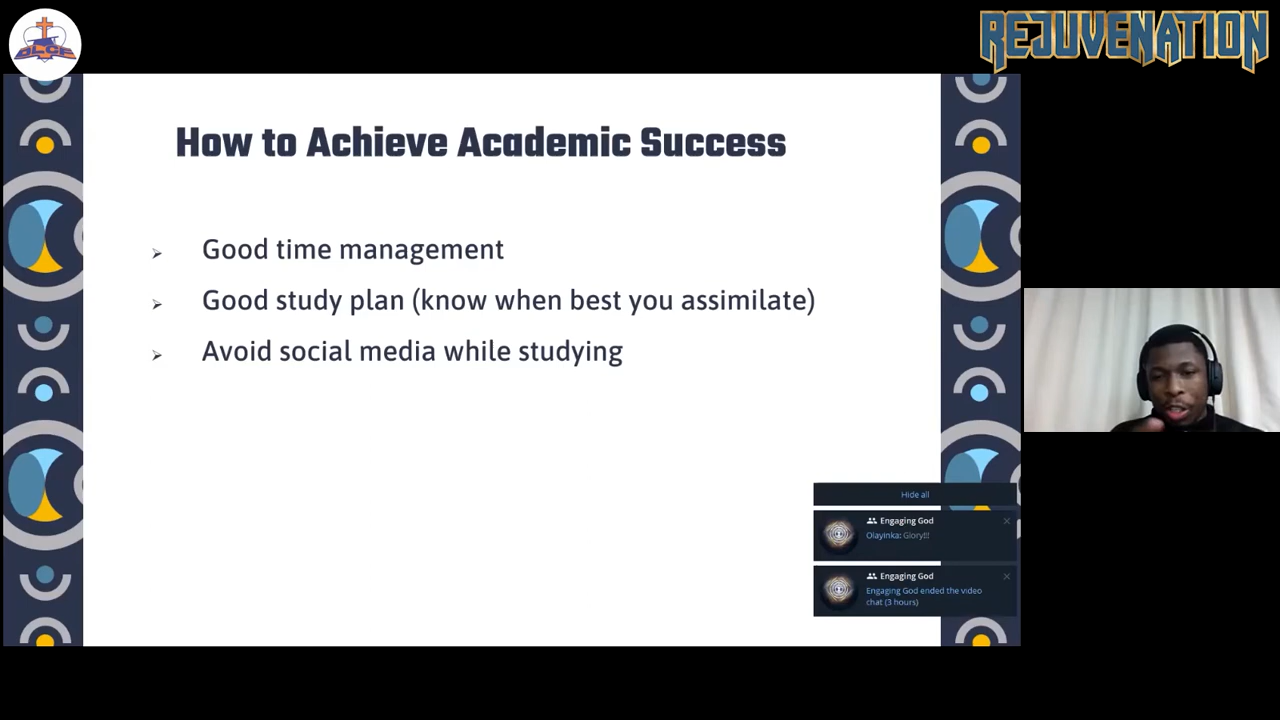 DLCF
REJUVENATION
How to Achieve Academic Success
Good time management
Good study plan (know when best you assimilate)
Avoid social media while studying
Hide all
Engaging God
Olayinka: Glory!!!
Engaging God
Engaging God ended the video
chat (3 hours)